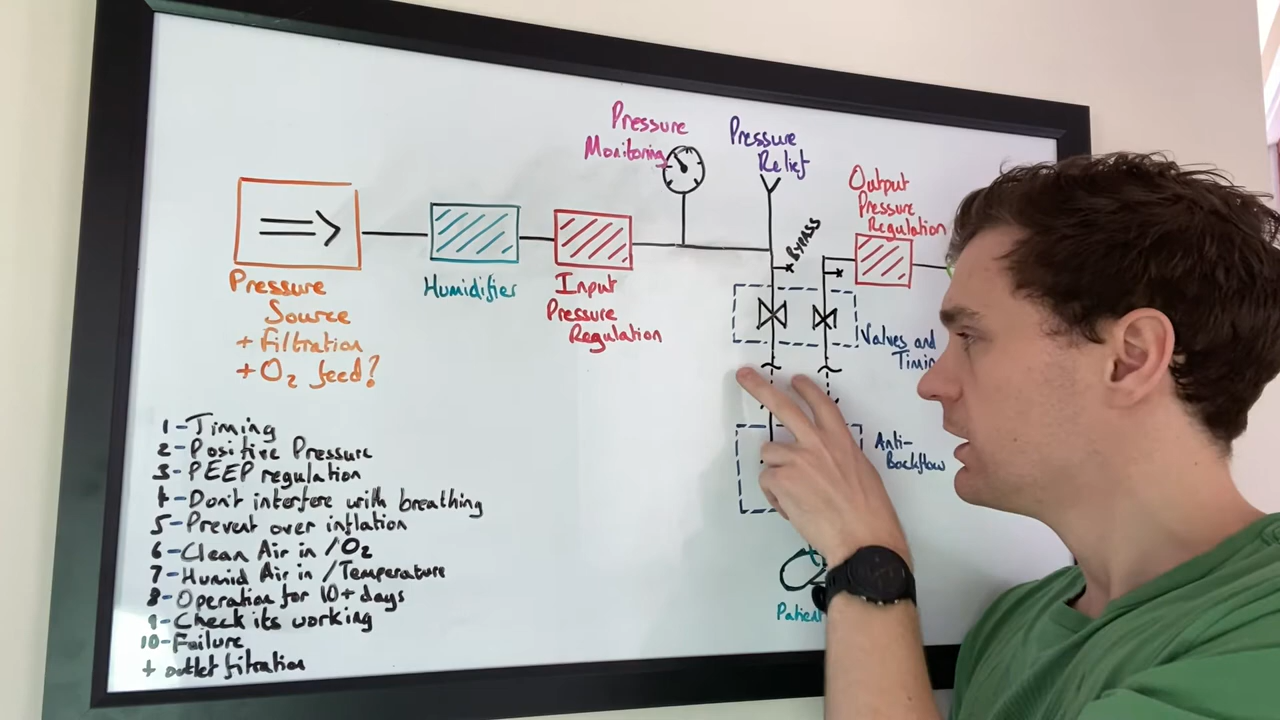 Pressure
Monitoring
Pressure
Relief
Output
Pressure
Regulation
BYPASS
Pressure
Source
+ Filtration
+ O2 feed?
Humidifier
Input
Pressure
Regulation
Valves and
Anti-
Backflow
Patient
1-Timing
2-Positive Pressure
3-PEEP regulation
4-Don't interfere with breathing
5-Prevent over inflation
6-Clean Air in /O2
7-Humid Air in /Temperature
8-Operation for 10+ days
9-Check its working
10-Failure
+ outlet filtration